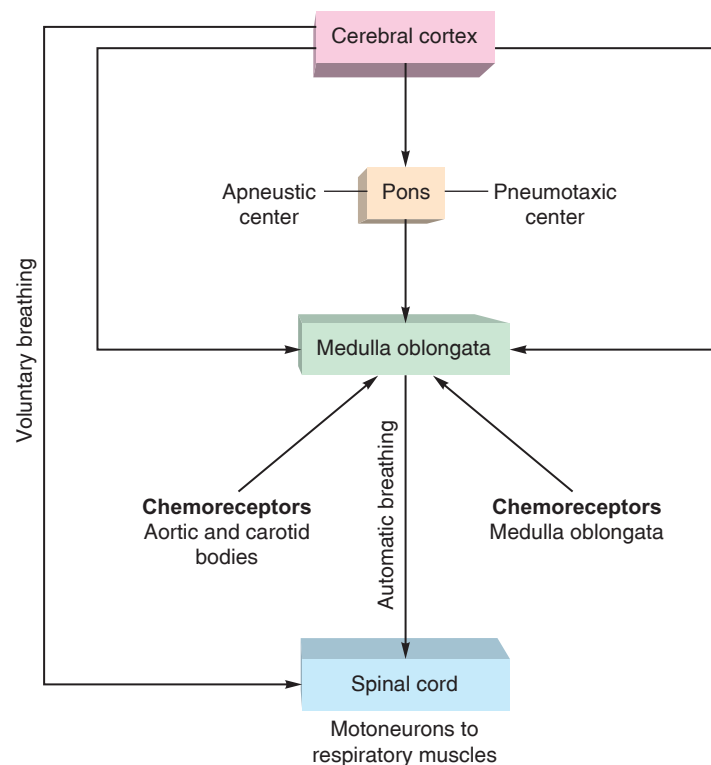 Cerebral cortex
Apneustic
center
Pons
Pneumotaxic
center
Voluntary breathing
Medulla oblongata
Chemoreceptors
Aortic and carotid
bodies
Automatic breathing
Chemoreceptors
Medulla oblongata
Spinal cord
Motoneurons to
respiratory muscles